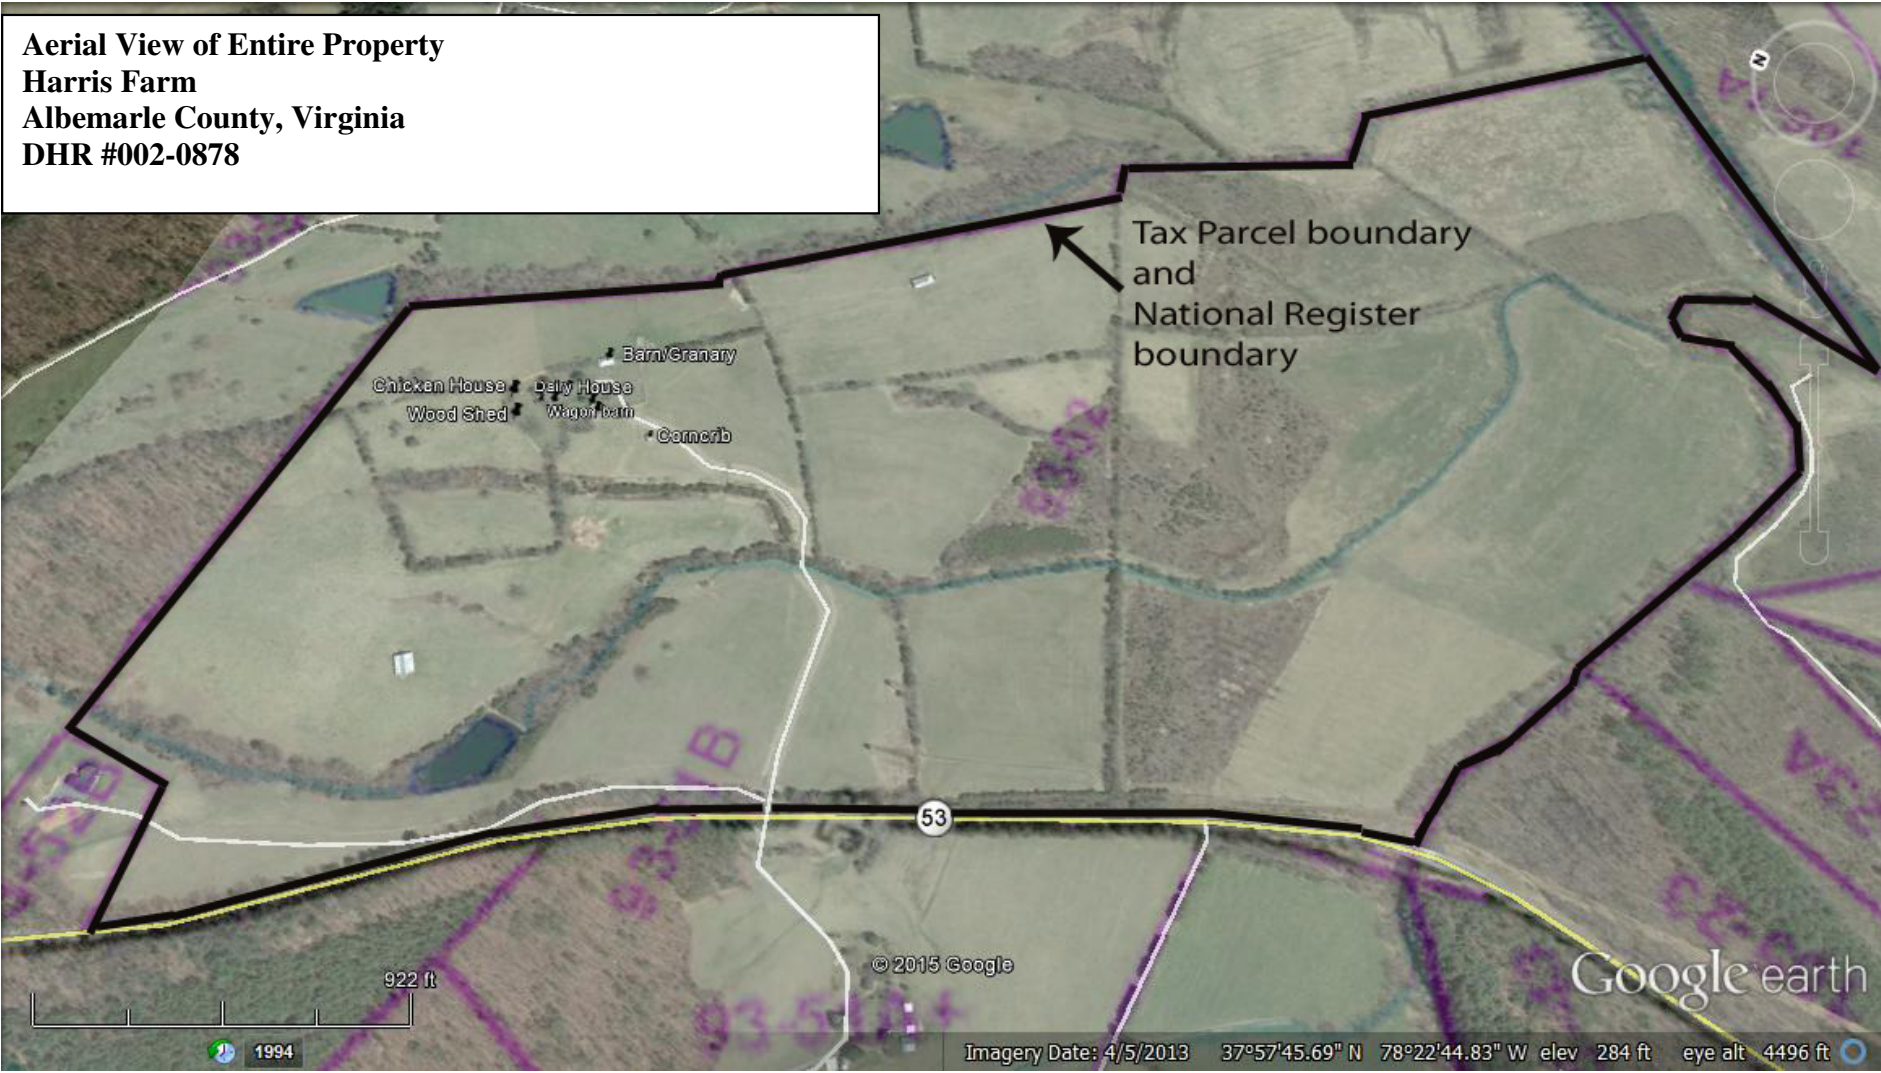 Aerial View of Entire Property
Harris Farm
Albemarle County, Virginia
DHR #002-0878
N
Tax Parcel boundary
and
National Register
boundary
Barn/Granary
Chicken House
Dairy House
Wood Shed
Wagon barn
Corncrib
53
922 ft
© 2015 Google
Google earth
1994
Imagery Date: 4/5/2013 37°57'45.69" N 78°22'44.83" W elev 284 ft eye alt 4496 ft